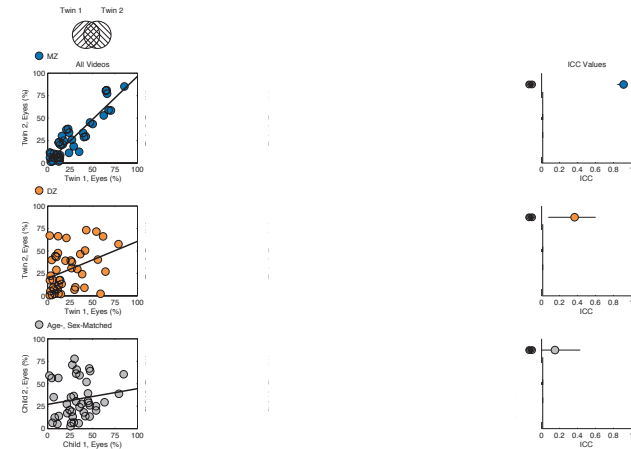 Twin 1 Twin 2
MZ
All Videos
ICC Values
100
75
50
25
0
Twin 2, Eyes (%)
0 25 50 75 100
Twin 1, Eyes (%)
0 0.2 0.4 0.6 0.8 1
ICC
DZ
100
75
50
25
0
Twin 2, Eyes (%)
0 25 50 75 100
Twin 1, Eyes (%)
0 0.2 0.4 0.6 0.8 1
ICC
Age-, Sex-Matched
100
75
50
25
0
Child 2, Eyes (%)
0 25 50 75 100
Child 1, Eyes (%)
0 0.2 0.4 0.6 0.8 1
ICC